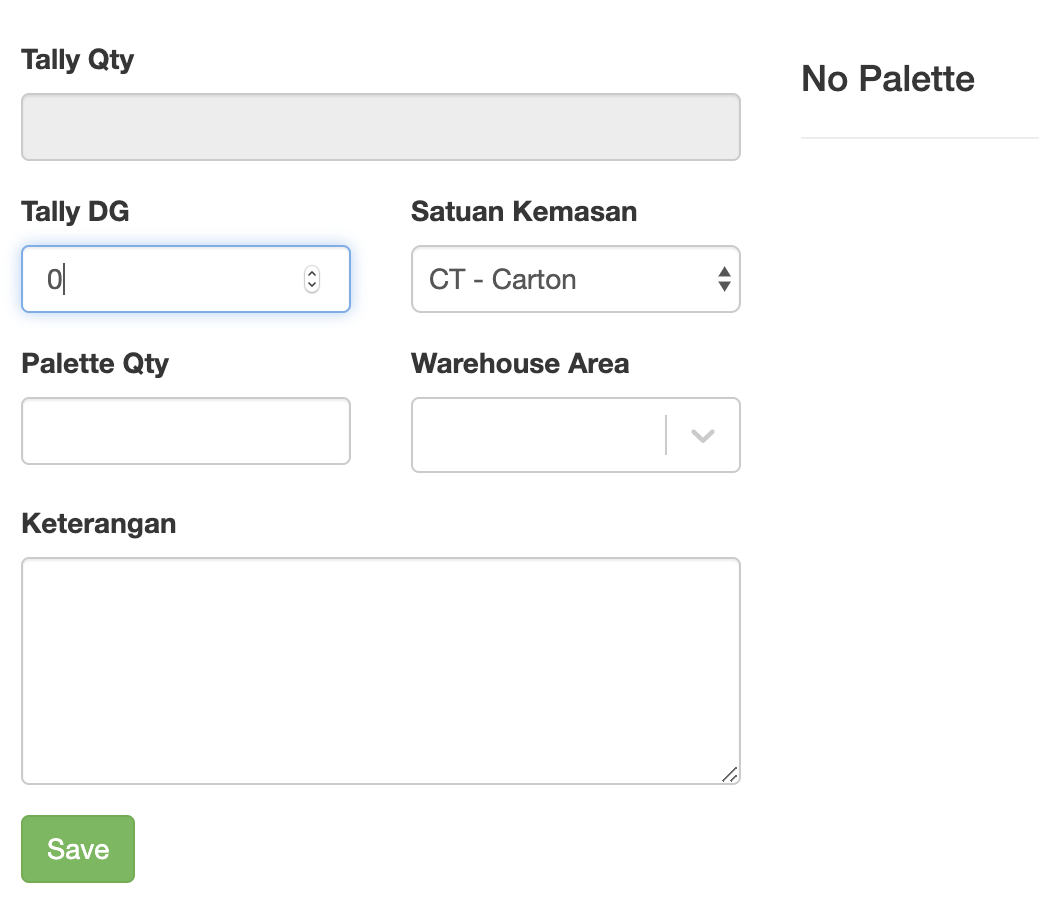 Tally Qty
No Palette
Tally DG
Satuan Kemasan
0
CT - Carton
Palette Qty
Warehouse Area
Keterangan
Save